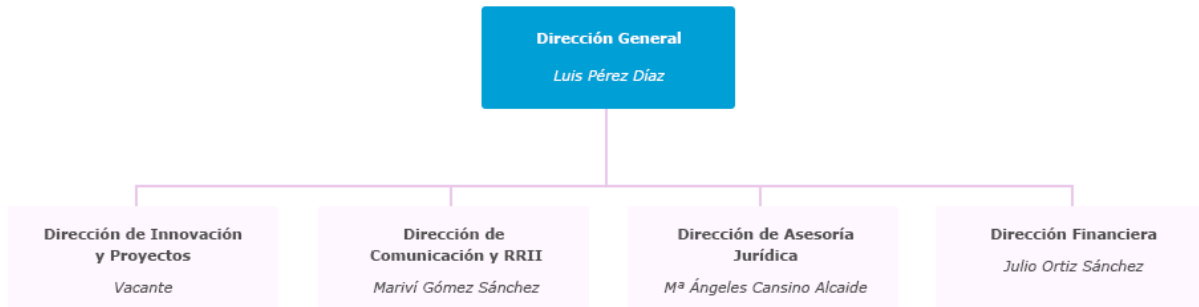 Dirección General
Luis Pérez Díaz
Dirección de Innovación
y Proyectos
Vacante
Dirección de
Comunicación y RRII
Mariví Gómez Sánchez
Dirección de Asesoría
Jurídica
Mª Ángeles Cansino Alcaide
Dirección Financiera
Julio Ortiz Sánchez